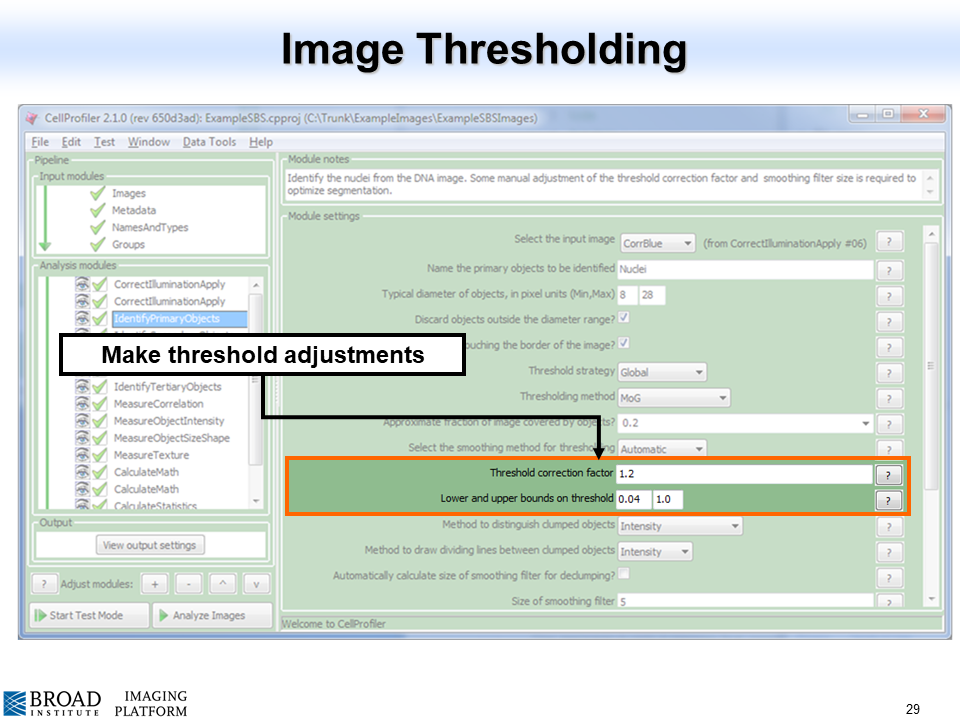 Image Thresholding
CellProfiler 2.1.0 (rev 650d3ad): ExampleSBS.cpproj (C:\Trunk\ExampleImages\ExampleSBSImages)
File Edit Test Window Data Tools Help
Pipeline
Input modules
Images
Metadata
NamesAndTypes
Groups
Analysis modules
CorrectIlluminationApply
CorrectIlluminationApply
IdentifyPrimaryObjects
Make threshold adjustments
IdentifyTertiaryObjects
MeasureCorrelation
MeasureObjectIntensity
MeasureObjectSizeShape
MeasureTexture
CalculateMath
CalculateMath
CalculateStatistics
Output
View output settings
? Adjust modules: + - ^ v
Start Test Mode Analyze Images
Module notes
Identify the nuclei from the DNA image. Some manual adjustment of the threshold correction factor and smoothing filter size is required to
optimize segmentation.
Module settings
Select the input image CorrBlue (from CorrectIlluminationApply #06) ?
Name the primary objects to be identified Nuclei ?
Typical diameter of objects, in pixel units (Min,Max) 8 28 ?
Discard objects outside the diameter range? ?
touching the border of the image? ?
Threshold strategy Global ?
Thresholding method MoG ?
Approximate fraction of image covered by objects? 0.2 ?
Select the smoothing method for thresholding Automatic ?
Threshold correction factor 1.2 ?
Lower and upper bounds on threshold 0.04 1.0 ?
Method to distinguish clumped objects Intensity ?
Method to draw dividing lines between clumped objects Intensity ?
Automatically calculate size of smoothing filter for declumping? ?
Size of smoothing filter 5 ?
Welcome to CellProfiler
BROAD
INSTITUTE
IMAGING
PLATFORM
29